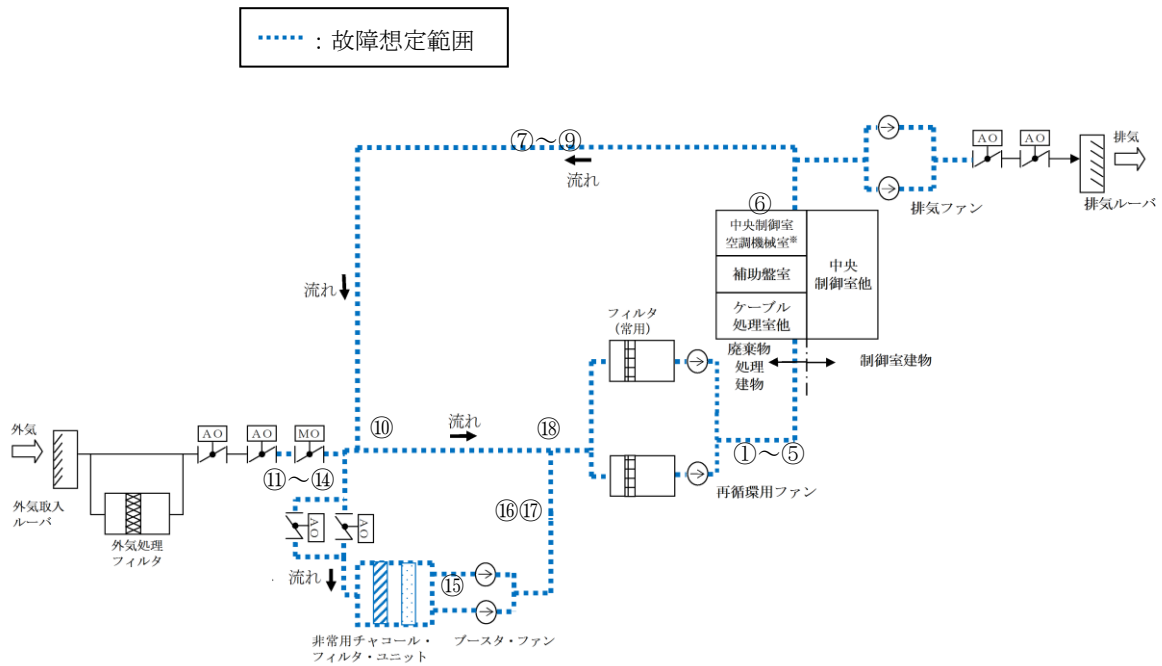 ：故障想定範囲
⑦～⑨
流れ
排気ファン
AO
AO
排気
排気ルーバ
⑥
中央制御室
空調機械室※
補助盤室
ケーブル
処理室他
中央
制御室他
廃棄物
処理
建物
制御室建物
流れ
フィルタ
(常用)
①～⑤
再循環用ファン
外気
外気取入
ルーバ
外気処理
フィルタ
AO
AO
MO
⑪～⑭
⑩
流れ
⑱
⑯⑰
AO
AO
流れ
⑮
非常用チャコール・
フィルタ・ユニット
ブースタ・ファン